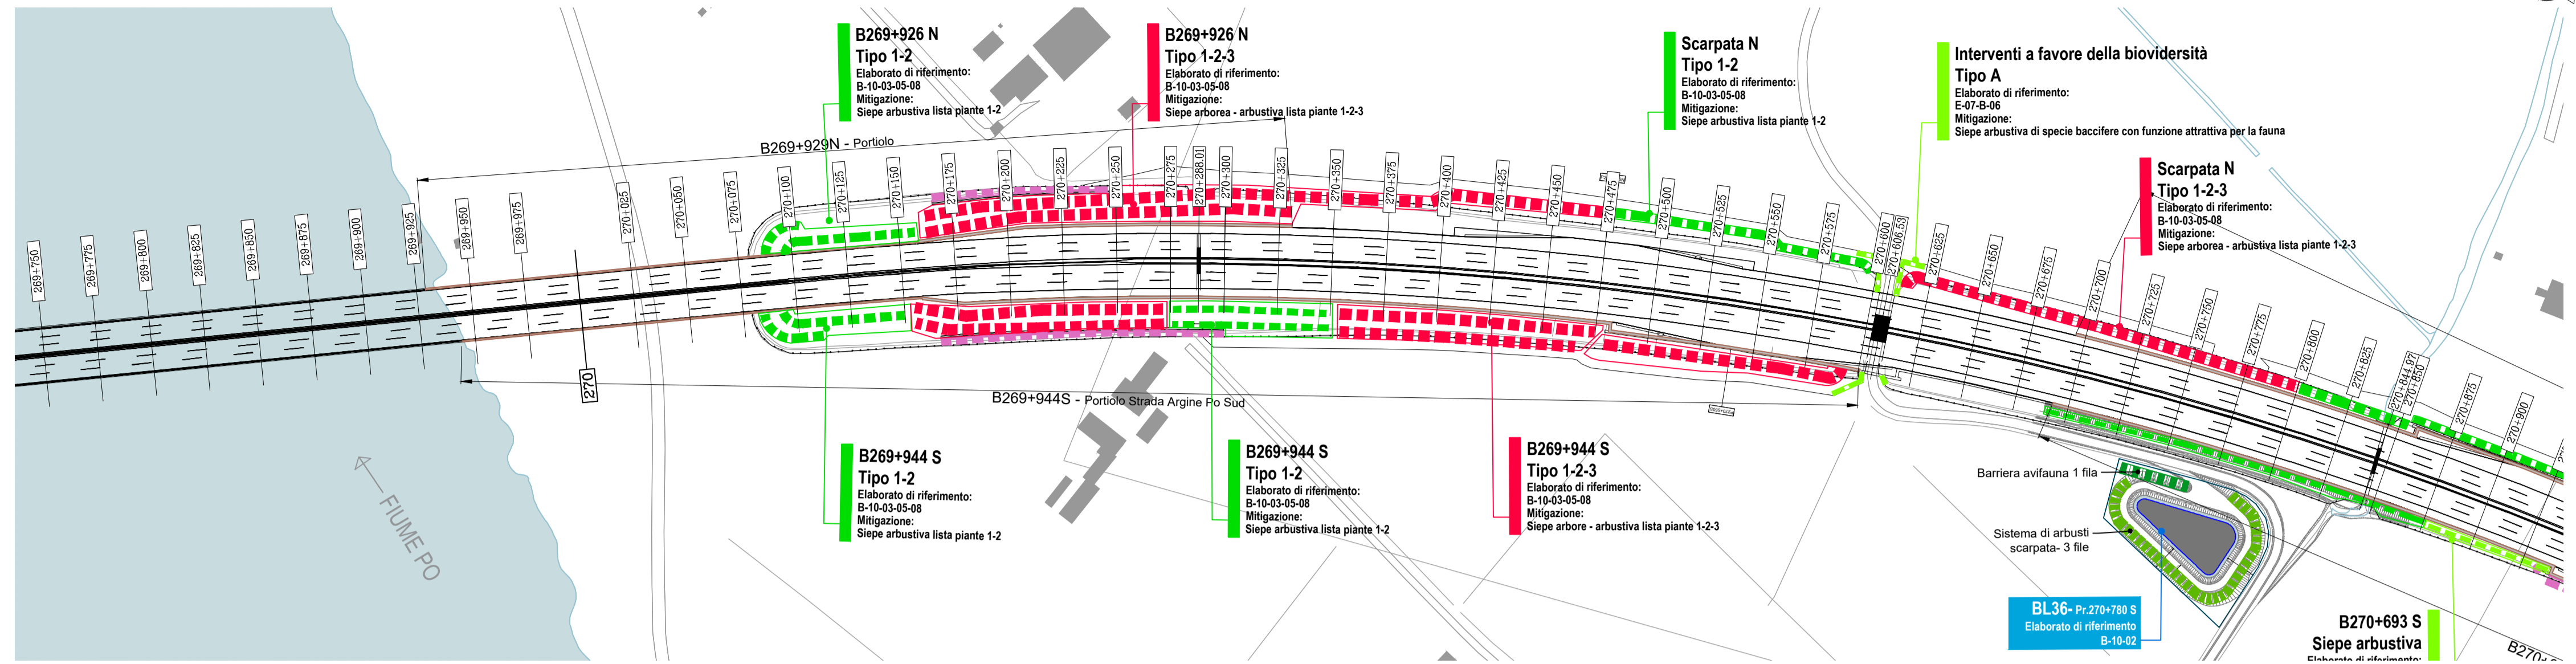 B269+926 N
Tipo 1-2
Elaborato di riferimento:
B-10-03-05-08
Mitigazione:
Siepe arbustiva lista piante 1-2
B269+926 N
Tipo 1-2-3
Elaborato di riferimento:
B-10-03-05-08
Mitigazione:
Siepe arborea - arbustiva lista piante 1-2-3
Scarpata N
Tipo 1-2
Elaborato di riferimento:
B-10-03-05-08
Mitigazione:
Siepe arbustiva lista piante 1-2
Interventi a favore della biovidersità
Tipo A
Elaborato di riferimento:
E-07-B-06
Mitigazione:
Siepe arbustiva di specie baccifere con funzione attrattiva per la fauna
Scarpata N
Tipo 1-2-3
Elaborato di riferimento:
B-10-03-05-08
Mitigazione:
Siepe arborea - arbustiva lista piante 1-2-3
B269+929N - Portiolo
269+750
269+775
269+800
269+825
269+850
269+875
269+900
269+925
269+950
269+975
270
270+025
270+050
270+075
270+100
270+125
270+150
270+175
270+200
270+225
270+250
270+275
270+288.01
270+300
270+325
270+350
270+375
270+400
270+425
270+450
270+475
270+500
270+525
270+550
270+575
270+600
270+606.53
270+625
270+650
270+675
270+700
270+725
270+750
270+775
270+800
270+825
270+844.97
270+850
270+875
270+900
B269+944S - Portiolo Strada Argine Po Sud
FIUME PO
B269+944 S
Tipo 1-2
Elaborato di riferimento:
B-10-03-05-08
Mitigazione:
Siepe arbustiva lista piante 1-2
B269+944 S
Tipo 1-2
Elaborato di riferimento:
B-10-03-05-08
Mitigazione:
Siepe arbustiva lista piante 1-2
B269+944 S
Tipo 1-2-3
Elaborato di riferimento:
B-10-03-05-08
Mitigazione:
Siepe arbore - arbustiva lista piante 1-2-3
Barriera avifauna 1 fila
Sistema di arbusti
scarpata- 3 file
BL36- Pr.270+780 S
Elaborato di riferimento
B-10-02
B270+693 S
Siepe arbustiva
Elaborato di riferimento: